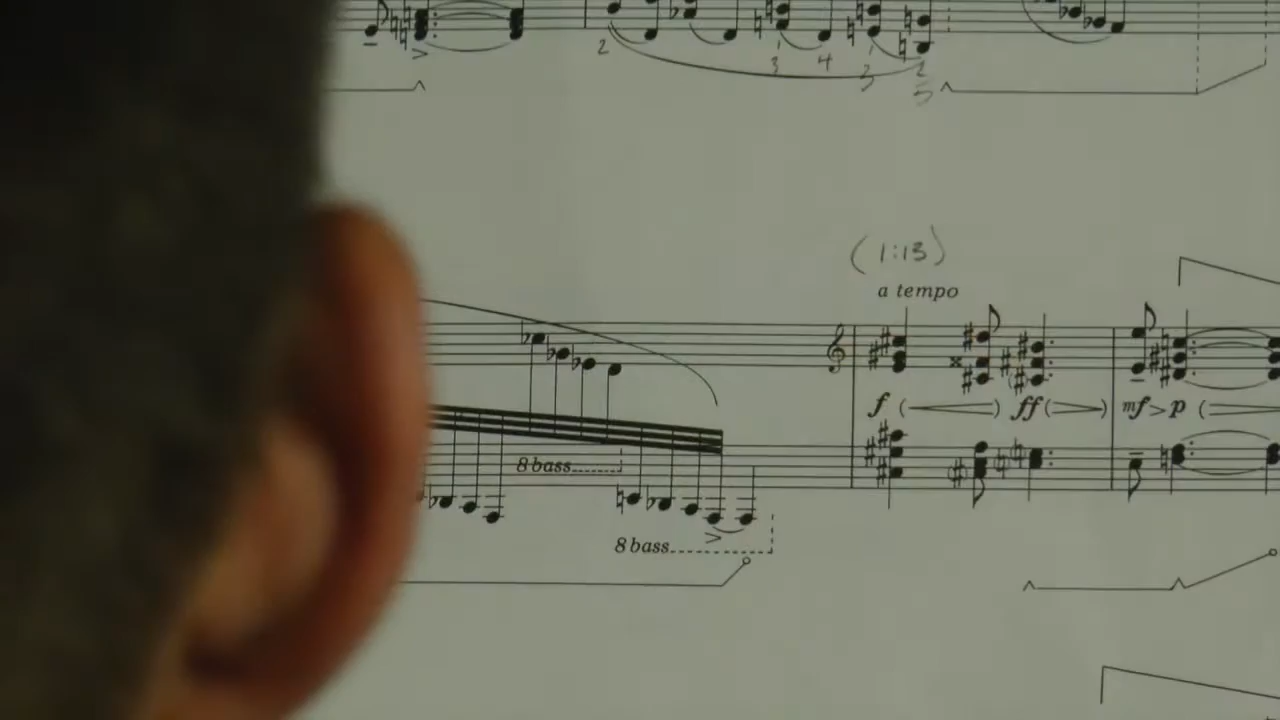 2 3 4 3 2
5
(1:13)
a tempo
f ( ) ff ( ) mf > p (
8 bass
8 bass